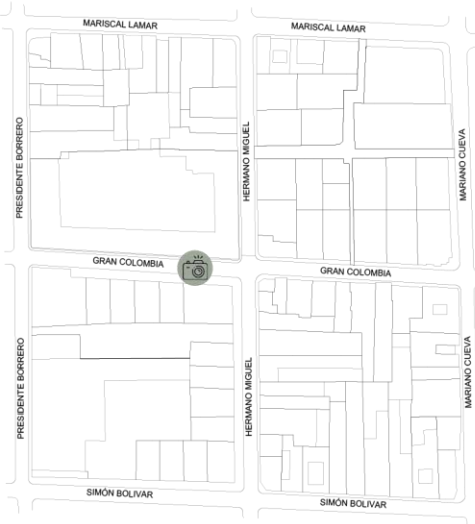 MARISCAL LAMAR
MARISCAL LAMAR
PRESIDENTE BORRERO
HERMANO MIGUEL
MARIANO CUEVA
GRAN COLOMBIA
GRAN COLOMBIA
PRESIDENTE BORRERO
HERMANO MIGUEL
MARIANO CUEVA
SIMÓN BOLIVAR
SIMÓN BOLIVAR